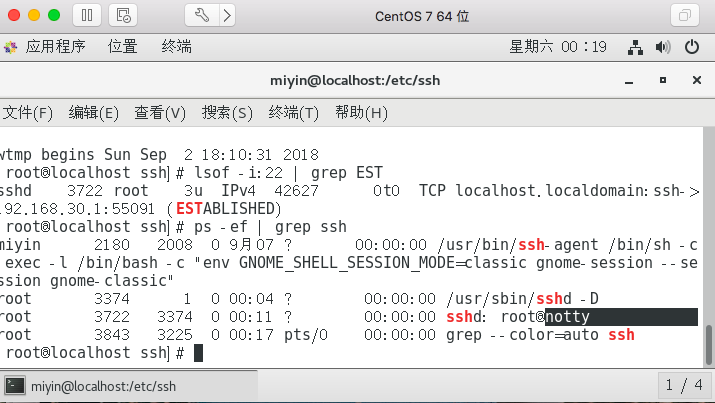 CentOS 7 64 位
应用程序 位置 终端 星期六 00：19
miyin@localhost:/etc/ssh
文件(F) 编辑(E) 查看(V) 搜索(S) 终端(T) 帮助(H)
wtmp begins Sun Sep  2 18:10:31 2018
root@localhost ssh]# lsof -i:22 | grep EST
sshd    3722 root    3u  IPv4  42627      0t0  TCP localhost.localdomain:ssh->
92.168.30.1:55091 (ESTABLISHED)
root@localhost ssh]# ps -ef | grep ssh
miyin     2180   2008  0 9月07 ?        00:00:00 /usr/bin/ssh-agent /bin/sh -c
exec -l /bin/bash -c "env GNOME_SHELL_SESSION_MODE=classic gnome-session --se
sion gnome-classic"
root      3374      1  0 00:04 ?        00:00:00 /usr/sbin/sshd -D
root      3722   3374  0 00:11 ?        00:00:00 sshd: root@notty
root      3843   3225  0 00:17 pts/0    00:00:00 grep --color=auto ssh
root@localhost ssh]#
miyin@localhost:/etc/ssh 1 / 4